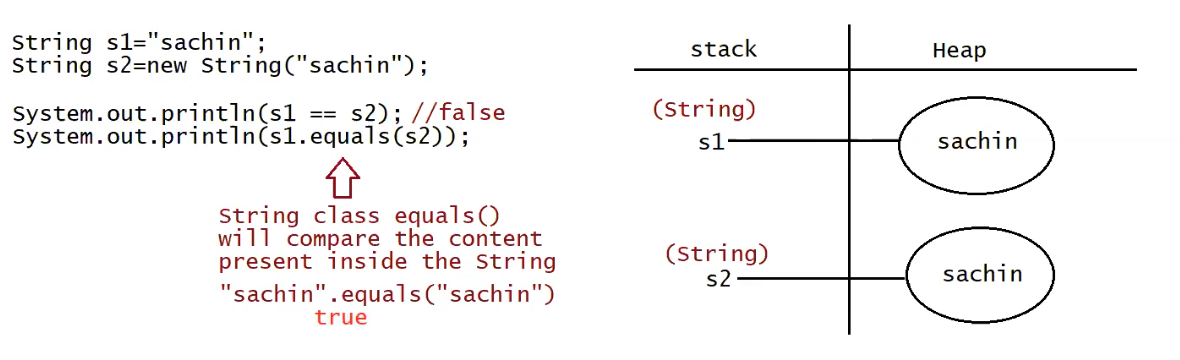 String s1="sachin";
String s2=new String("sachin");
System.out.println(s1 == s2); //false
System.out.println(s1.equals(s2));
String class equals()
will compare the content
present inside the String
"sachin".equals("sachin")
true
stack
Heap
(String)
s1
sachin
(String)
s2
sachin